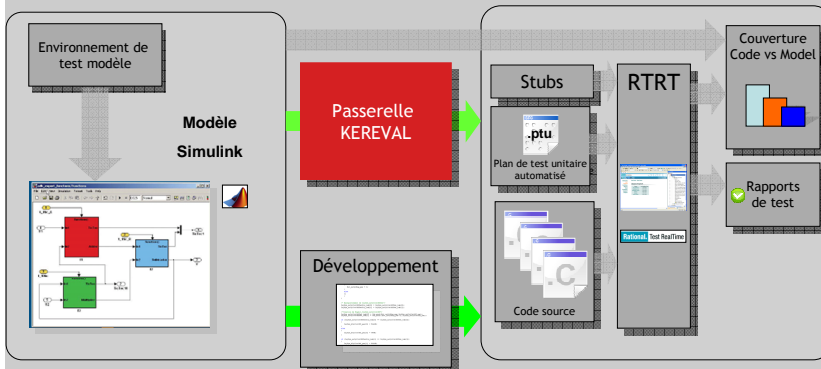 Environnement de
test modèle
Modèle
Simulink
Passerelle
KEREVAL
Développement
Stubs
.ptu
Plan de test unitaire
automatisé
.C
Code source
RTRT
Rational. Test RealTime
Couverture
Code vs Model
Rapports
de test